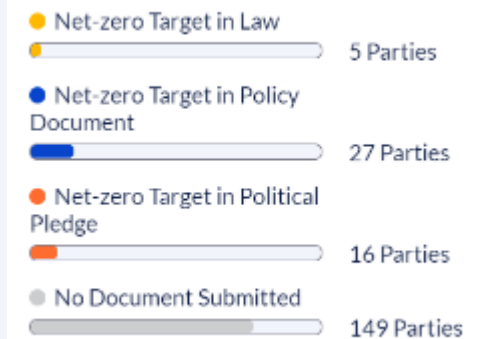 Net-zero Target in Law
5 Parties
Net-zero Target in Policy
Document
27 Parties
Net-zero Target in Political
Pledge
16 Parties
No Document Submitted
149 Parties